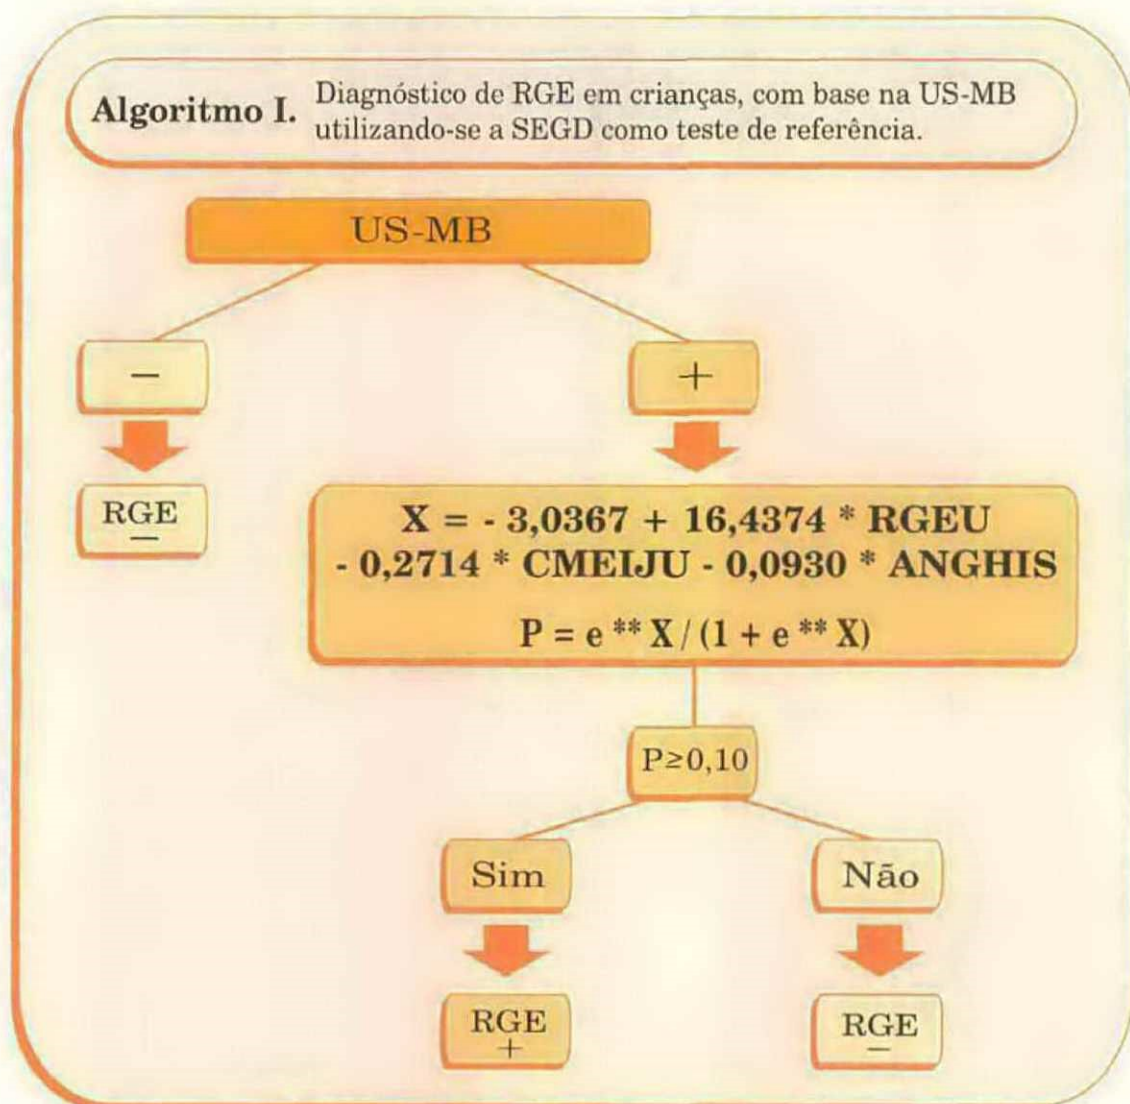 Algoritmo I. Diagnóstico de RGE em crianças, com base na US-MB
utilizando-se a SEGD como teste de referência.
US-MB
−
+
RGE
−
X = - 3,0367 + 16,4374 * RGEU
- 0,2714 * CMEIJU - 0,0930 * ANGHIS
P = e ** X / (1 + e ** X)
P≥0,10
Sim
Não
RGE
+
RGE
−